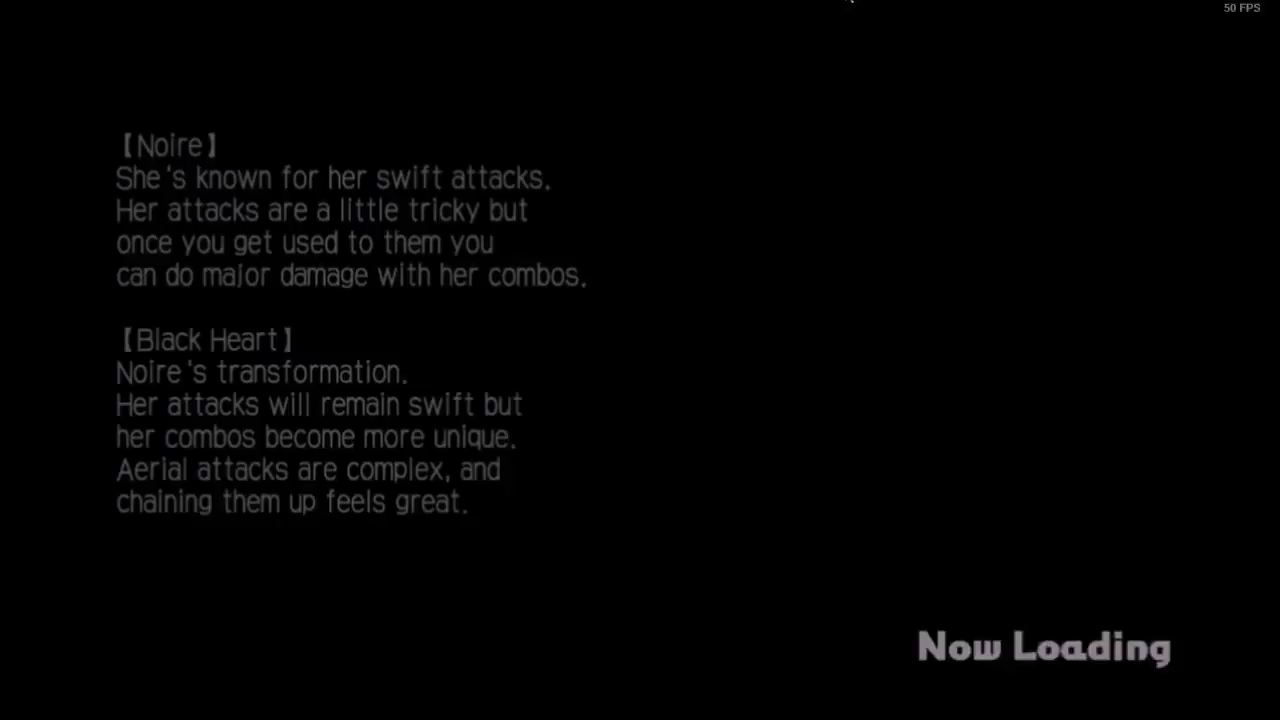 50 FPS
【Noire】
She's known for her swift attacks.
Her attacks are a little tricky but
once you get used to them you
can do major damage with her combos.
【Black Heart】
Noire's transformation.
Her attacks will remain swift but
her combos become more unique.
Aerial attacks are complex, and
chaining them up feels great.
Now Loading